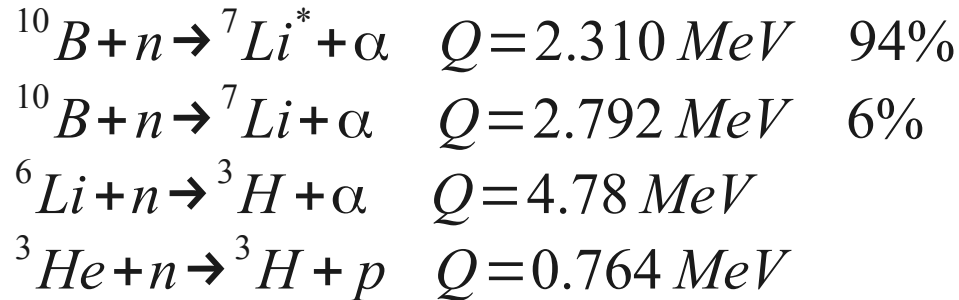 ¹⁰B+n→⁷Li*+α Q=2.310 MeV 94%
¹⁰B+n→⁷Li+α Q=2.792 MeV 6%
⁶Li+n→³H+α Q=4.78 MeV
³He+n→³H+p Q=0.764 MeV